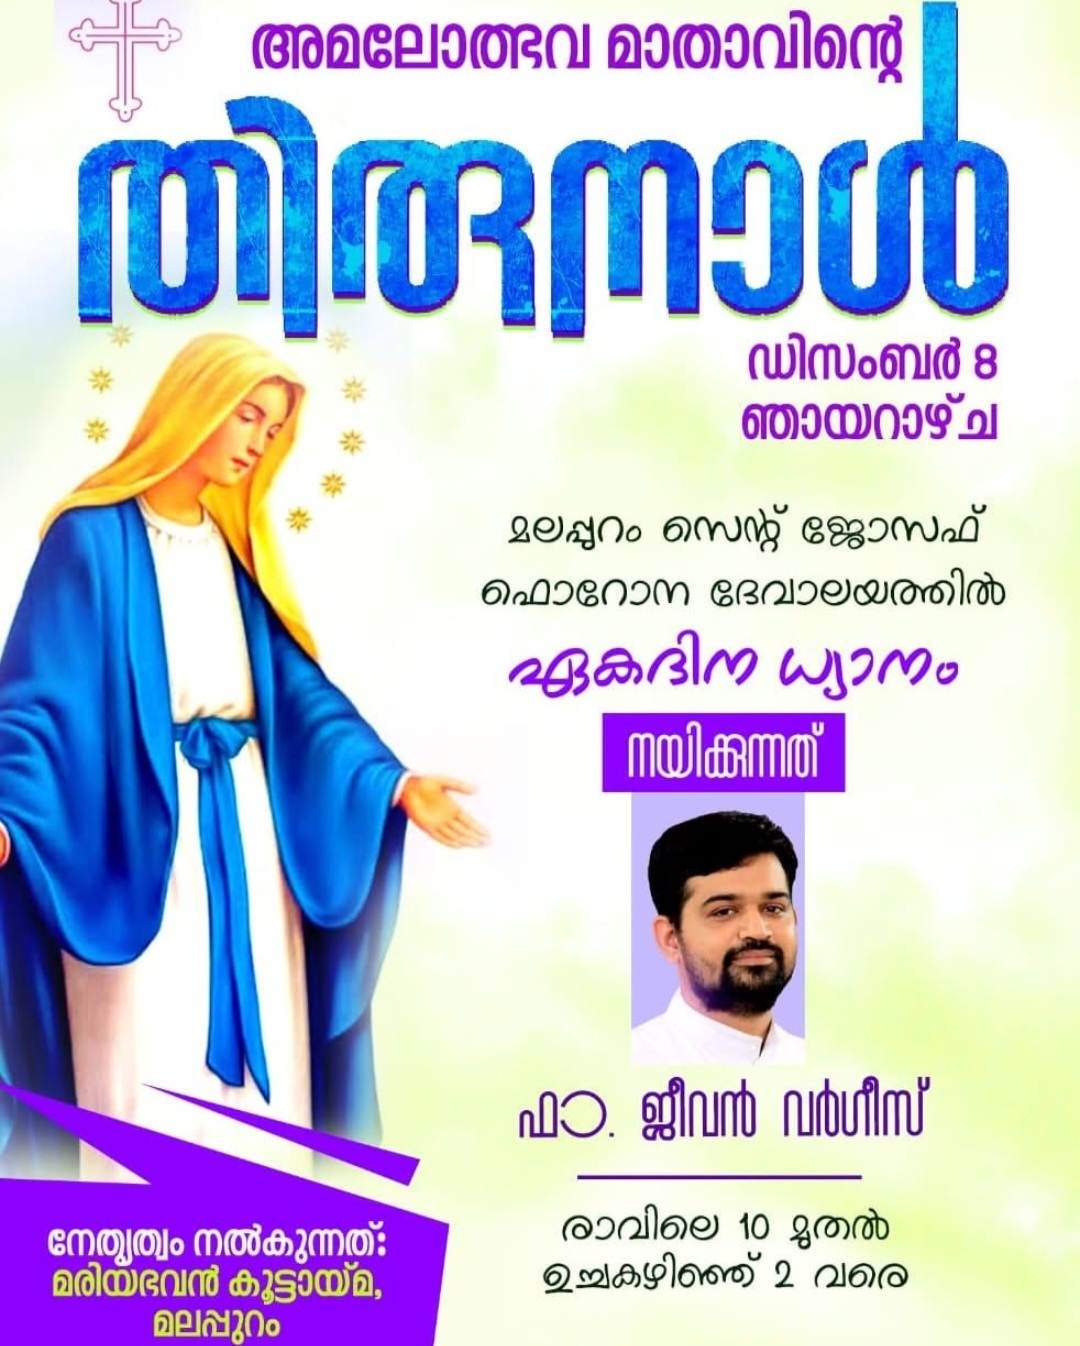 അമലോത്ഭവ മാതാവിന്റെ
തിരുനാൾ
ഡിസംബർ 8
ഞായറാഴ്ച
മലപ്പുറം സെന്റ് ജോസഫ്
ഫൊറോന ദേവാലയത്തിൽ
ഏകദിന ധ്യാനം
നയിക്കുന്നത്
ഫാ. ജീവൻ വർഗീസ്
രാവിലെ 10 മുതൽ
ഉച്ചകഴിഞ്ഞ് 2 വരെ
നേതൃത്വം നൽകുന്നത്:
മരിയഭവൻ കൂട്ടായ്മ,
മലപ്പുറം